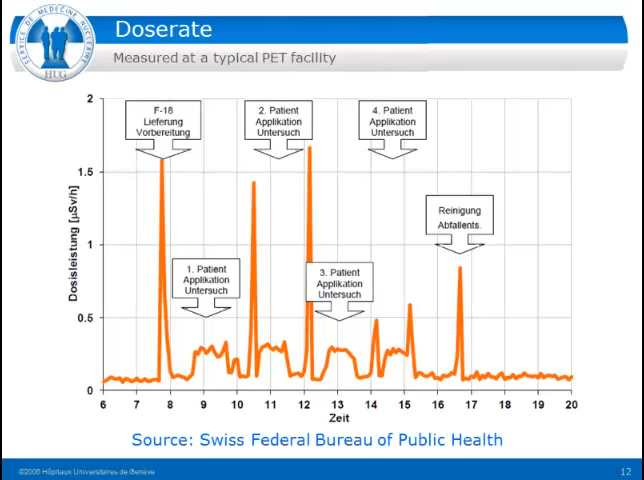 Doserate
SERVICE DE MEDECINE NUCLEAIRE
HUG
Measured at a typical PET facility
2
1.5
1
0.5
0
Dosisleistung [µSv/h]
F-18
Lieferung
Vorbereitung
2. Patient
Applikation
Untersuch
4. Patient
Applikation
Untersuch
Reinigung
Abfallents.
1. Patient
Applikation
Untersuch
3. Patient
Applikation
Untersuch
6 7 8 9 10 11 12 13 14 15 16 17 18 19 20
Zeit
Source: Swiss Federal Bureau of Public Health
©2006 Hôpitaux Universitaires de Genève
12